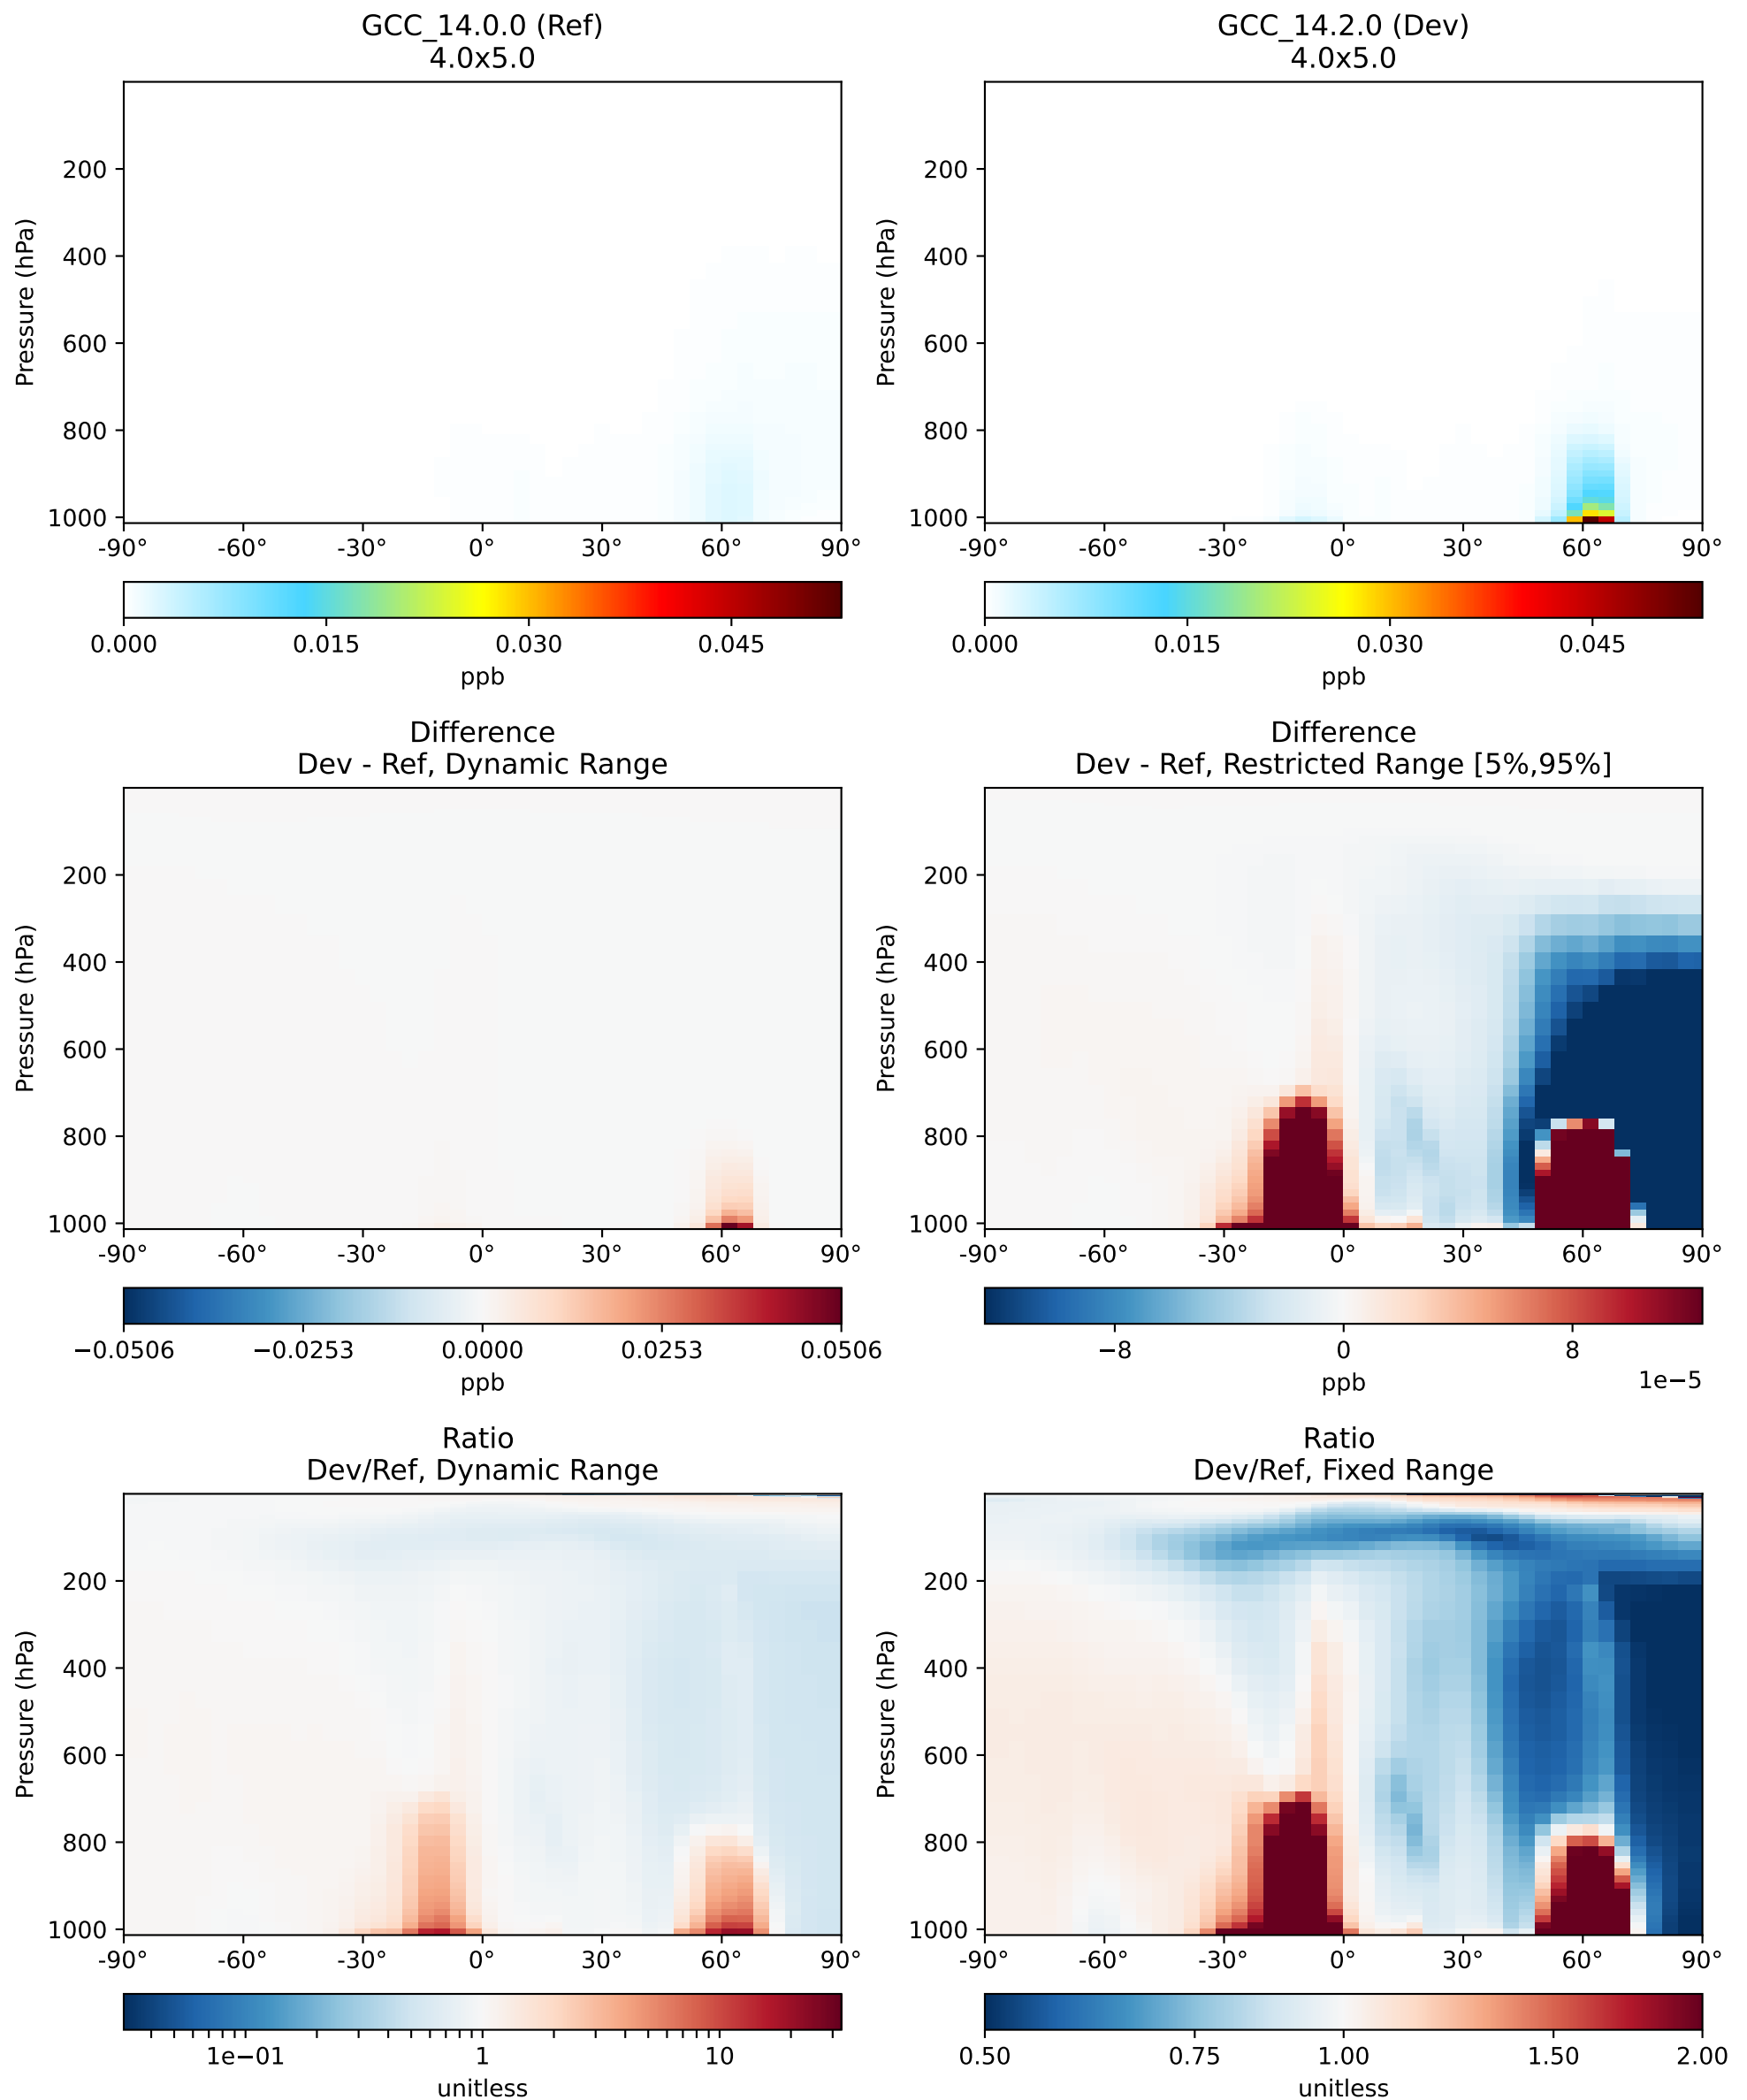 GCC_14.0.0 (Ref)
4.0x5.0
Pressure (hPa)
200
400
600
800
1000
-90° -60° -30° 0° 30° 60° 90°
0.000 0.015 0.030 0.045
ppb
GCC_14.2.0 (Dev)
4.0x5.0
Pressure (hPa)
200
400
600
800
1000
-90° -60° -30° 0° 30° 60° 90°
0.000 0.015 0.030 0.045
ppb
Difference
Dev - Ref, Dynamic Range
Pressure (hPa)
200
400
600
800
1000
-90° -60° -30° 0° 30° 60° 90°
−0.0506 −0.0253 0.0000 0.0253 0.0506
ppb
Difference
Dev - Ref, Restricted Range [5%,95%]
Pressure (hPa)
200
400
600
800
1000
-90° -60° -30° 0° 30° 60° 90°
−8 0 8
ppb
1e−5
Ratio
Dev/Ref, Dynamic Range
Pressure (hPa)
200
400
600
800
1000
-90° -60° -30° 0° 30° 60° 90°
1e−01 1 10
unitless
Ratio
Dev/Ref, Fixed Range
Pressure (hPa)
200
400
600
800
1000
-90° -60° -30° 0° 30° 60° 90°
0.50 0.75 1.00 1.50 2.00
unitless